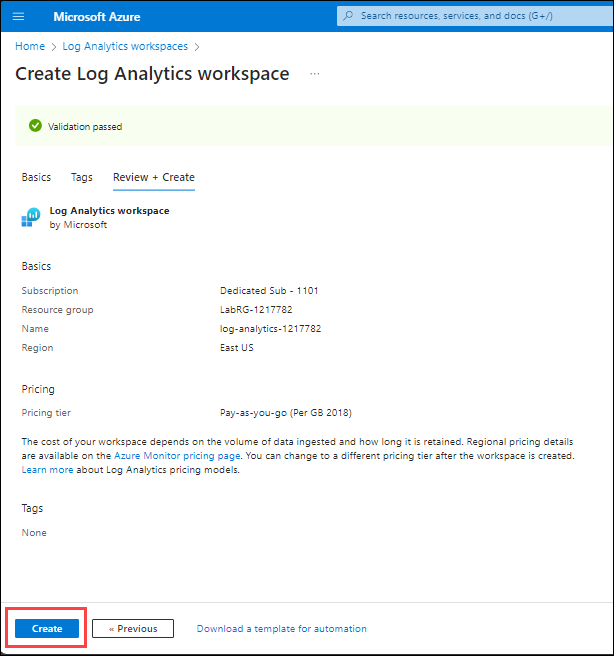 Microsoft Azure
Search resources, services, and docs (G+/)
Home > Log Analytics workspaces >
Create Log Analytics workspace ...
Validation passed
Basics Tags Review + Create
Log Analytics workspace
by Microsoft
Basics
Subscription Dedicated Sub - 1101
Resource group LabRG-1217782
Name log-analytics-1217782
Region East US
Pricing
Pricing tier Pay-as-you-go (Per GB 2018)
The cost of your workspace depends on the volume of data ingested and how long it is retained. Regional pricing details
are available on the Azure Monitor pricing page. You can change to a different pricing tier after the workspace is created.
Learn more about Log Analytics pricing models.
Tags
None
Create « Previous Download a template for automation